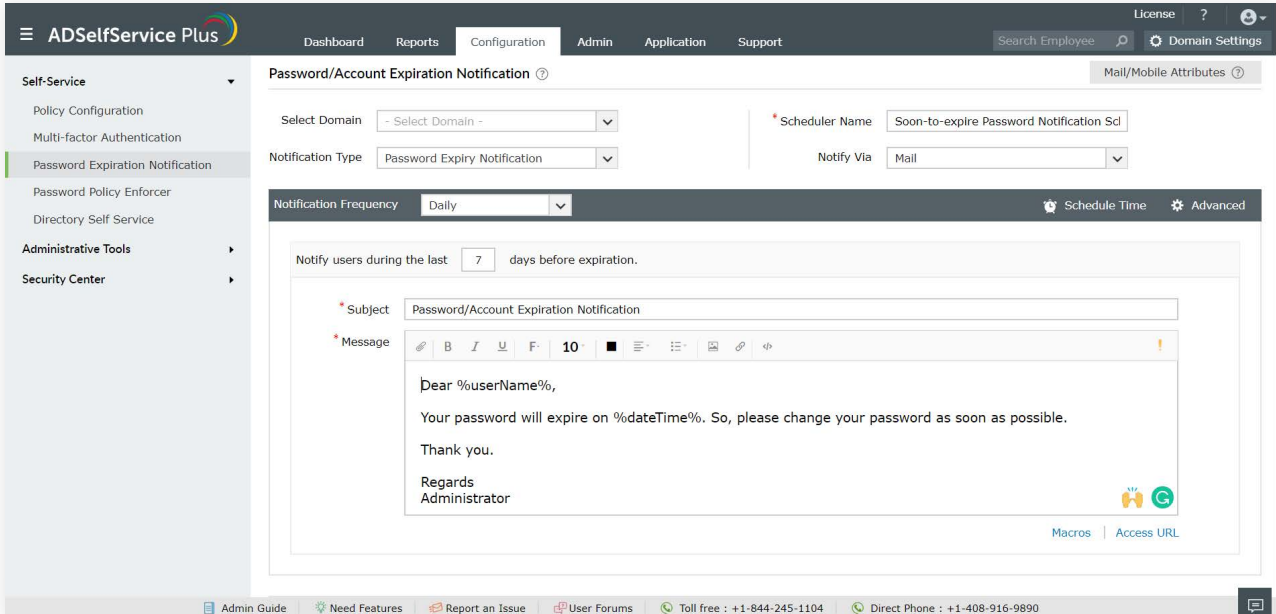 License ?
ADSelfService Plus
Dashboard Reports Configuration Admin Application Support
Search Employee Domain Settings
Self-Service
Policy Configuration
Multi-factor Authentication
Password Expiration Notification
Password Policy Enforcer
Directory Self Service
Administrative Tools
Security Center
Password/Account Expiration Notification ?
Mail/Mobile Attributes ?
Select Domain - Select Domain -
* Scheduler Name Soon-to-expire Password Notification Scl
Notification Type Password Expiry Notification
Notify Via Mail
Notification Frequency Daily
Schedule Time Advanced
Notify users during the last 7 days before expiration.
* Subject Password/Account Expiration Notification
* Message
B I U F 10 </> !
Dear %userName%,
Your password will expire on %dateTime%. So, please change your password as soon as possible.
Thank you.
Regards
Administrator
G
Macros | Access URL
Admin Guide Need Features Report an Issue User Forums Toll free : +1-844-245-1104 Direct Phone : +1-408-916-9890